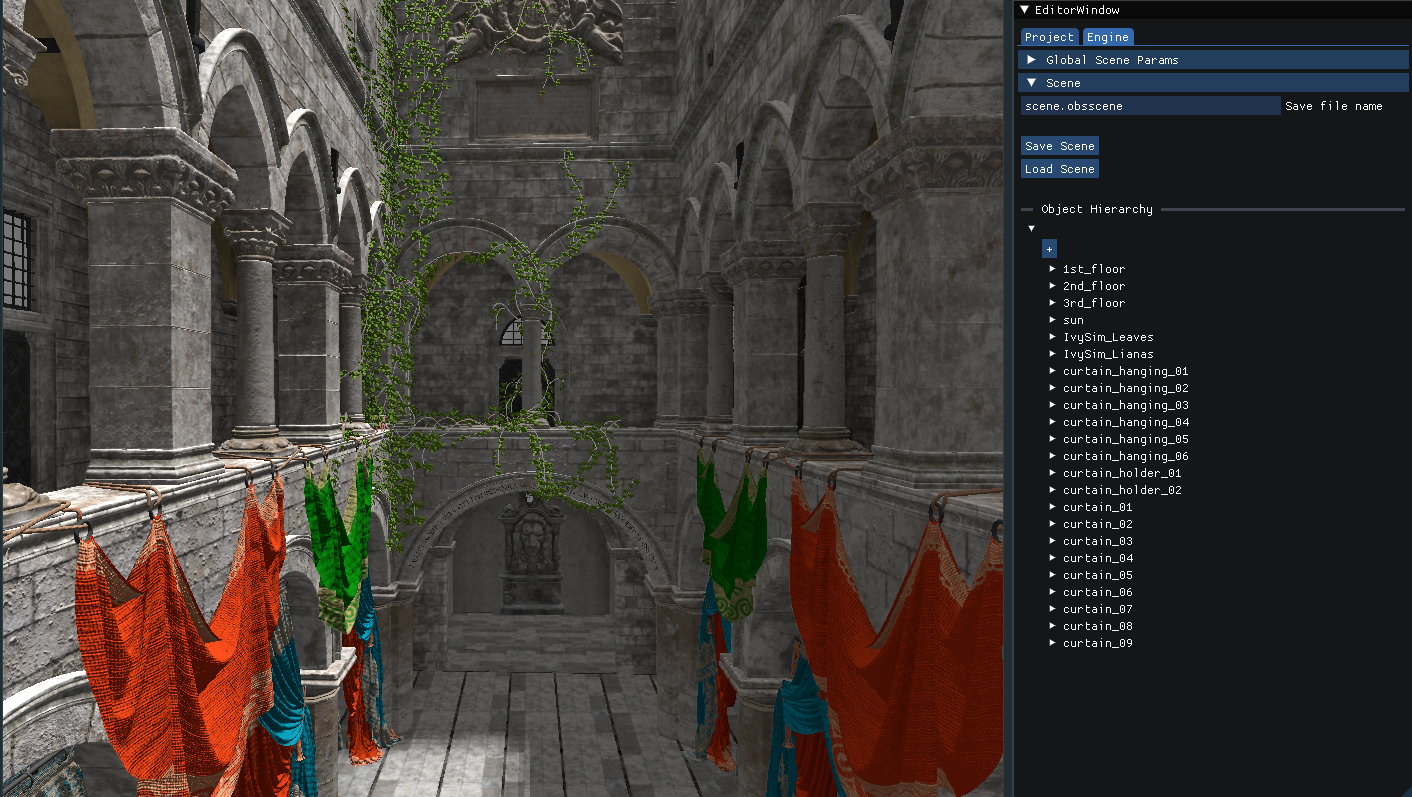 EditorWindow
Project Engine
Global Scene Params
Scene
scene.obsscene Save file name
Save Scene
Load Scene
Object Hierarchy
+
1st_floor
2nd_floor
3rd_floor
sun
IvySim_Leaves
IvySim_Lianas
curtain_hanging_01
curtain_hanging_02
curtain_hanging_03
curtain_hanging_04
curtain_hanging_05
curtain_hanging_06
curtain_holder_01
curtain_holder_02
curtain_01
curtain_02
curtain_03
curtain_04
curtain_05
curtain_06
curtain_07
curtain_08
curtain_09